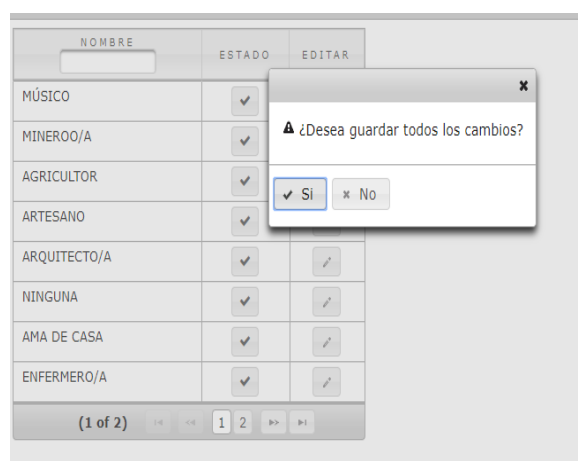 NOMBRE
ESTADO EDITAR
MÚSICO
MINEROO/A
¿Desea guardar todos los cambios?
AGRICULTOR
Si No
ARTESANO
ARQUITECTO/A
NINGUNA
AMA DE CASA
ENFERMERO/A
(1 of 2) 1 2